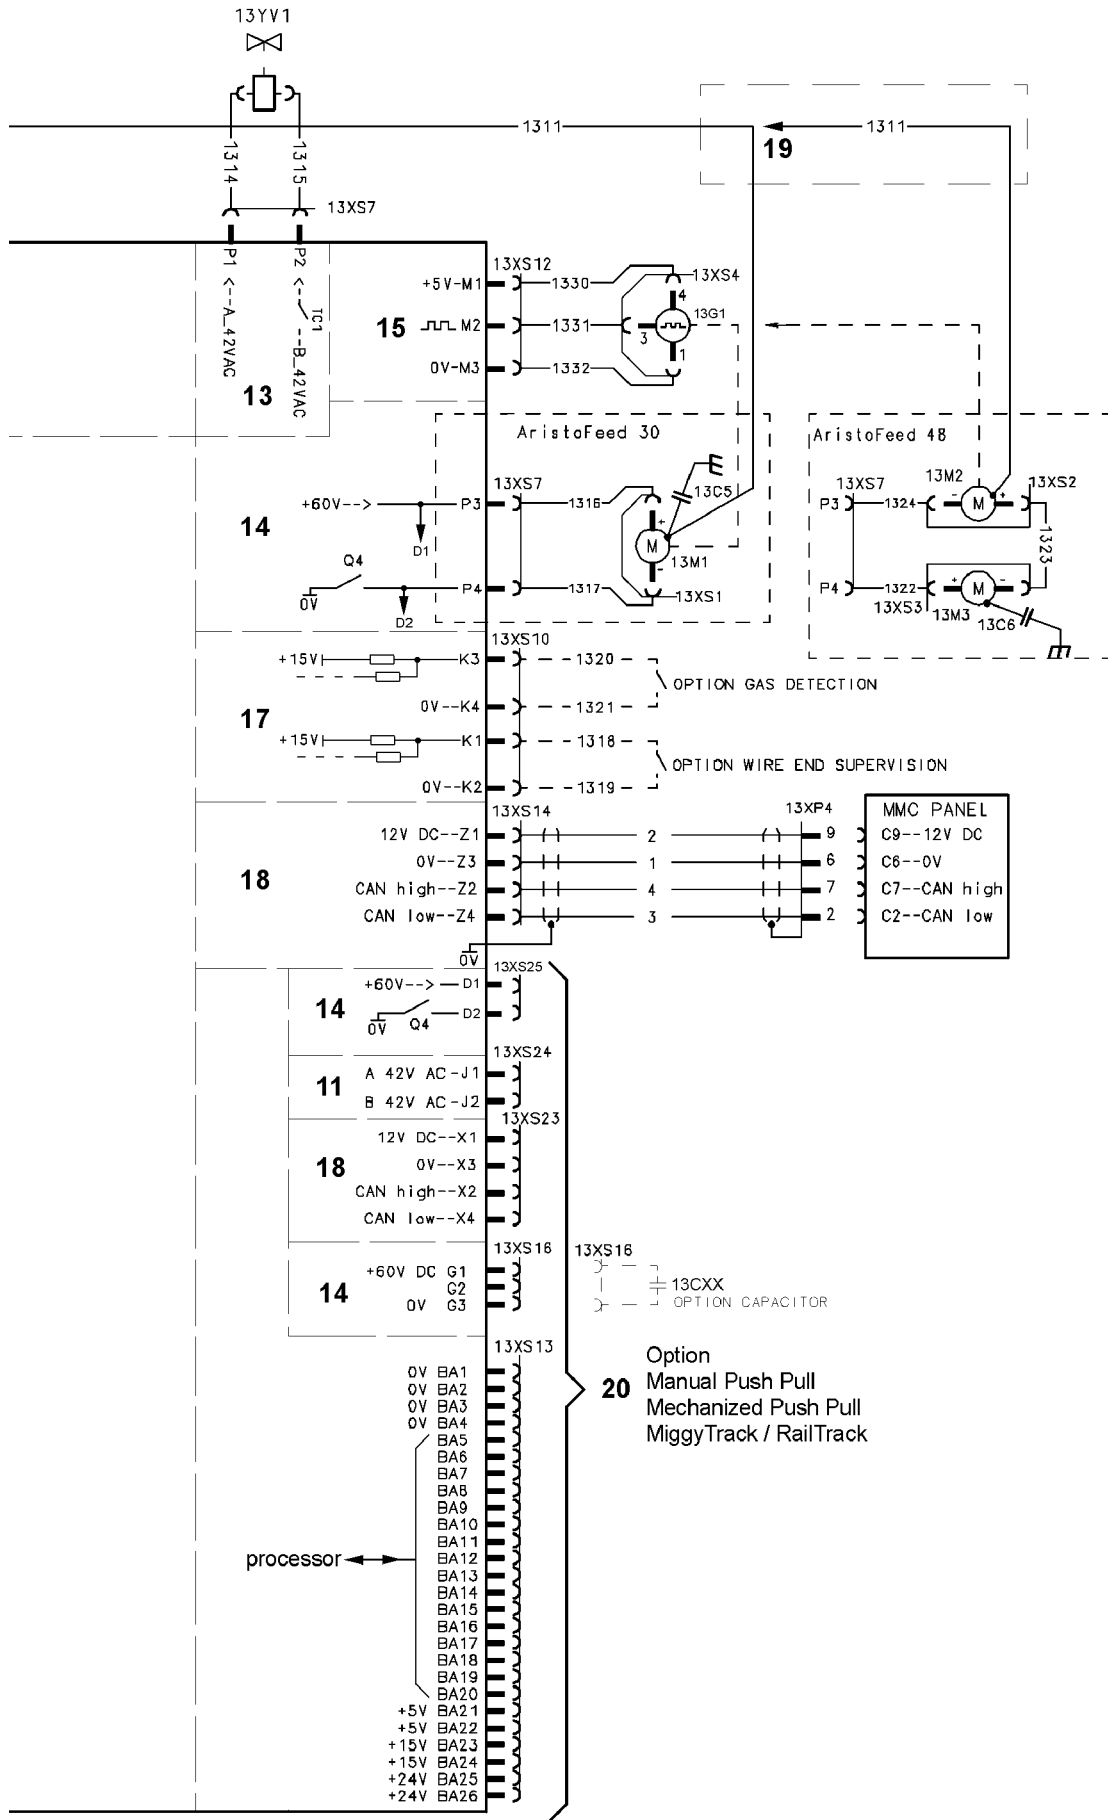 13YV1
1311
1311
19
1314
1315
13XS7
P1 <--A_42VAC
P2 <-- --B_42VAC
TC1
13
13XS12
+5V-M1
1330
13XS4
4
15
M2
1331
3
13G1
1
0V-M3
1332
AristoFeed 30
AristoFeed 48
14
+60V-->
P3
D1
13XS7
1316
13C5
+
M
13M1
-
Q4
0V
P4
D2
1317
13XS1
13XS7
P3
1324
13M2
-
M
+
13XS2
1323
P4
1322
13XS3
+
M
-
13M3
13C6
17
13XS10
+15V
K3
1320
OPTION GAS DETECTION
0V--K4
1321
+15V
K1
1318
OPTION WIRE END SUPERVISION
0V--K2
1319
18
13XS14
13XP4
MMC PANEL
12V DC--Z1
2
9
C9--12V DC
0V--Z3
1
6
C6--0V
CAN high--Z2
4
7
C7--CAN high
CAN low--Z4
3
2
C2--CAN low
0V
13XS25
14
+60V-->
D1
0V
Q4
D2
13XS24
11
A 42V AC-J1
B 42V AC-J2
13XS23
12V DC--X1
18
0V--X3
CAN high--X2
CAN low--X4
13XS16
13XS16
+60V DC G1
14
G2
0V G3
13CXX
OPTION CAPACITOR
13XS13
0V BA1
0V BA2
0V BA3
0V BA4
BA5
BA6
BA7
BA8
BA9
BA10
BA11
BA12
BA13
BA14
BA15
BA16
BA17
BA18
BA19
BA20
+5V BA21
+5V BA22
+15V BA23
+15V BA24
+24V BA25
+24V BA26
processor
20
Option
Manual Push Pull
Mechanized Push Pull
MiggyTrack / RailTrack